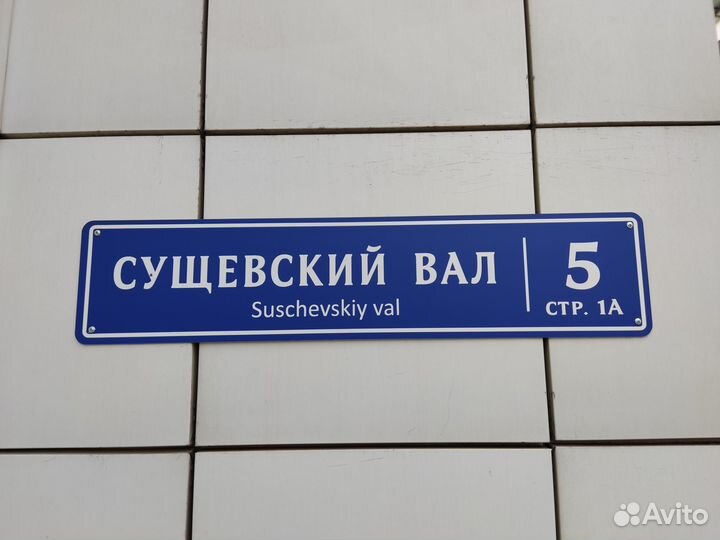 СУЩЕВСКИЙ ВАЛ
Suschevskiy val
5
СТР. 1А
Avito